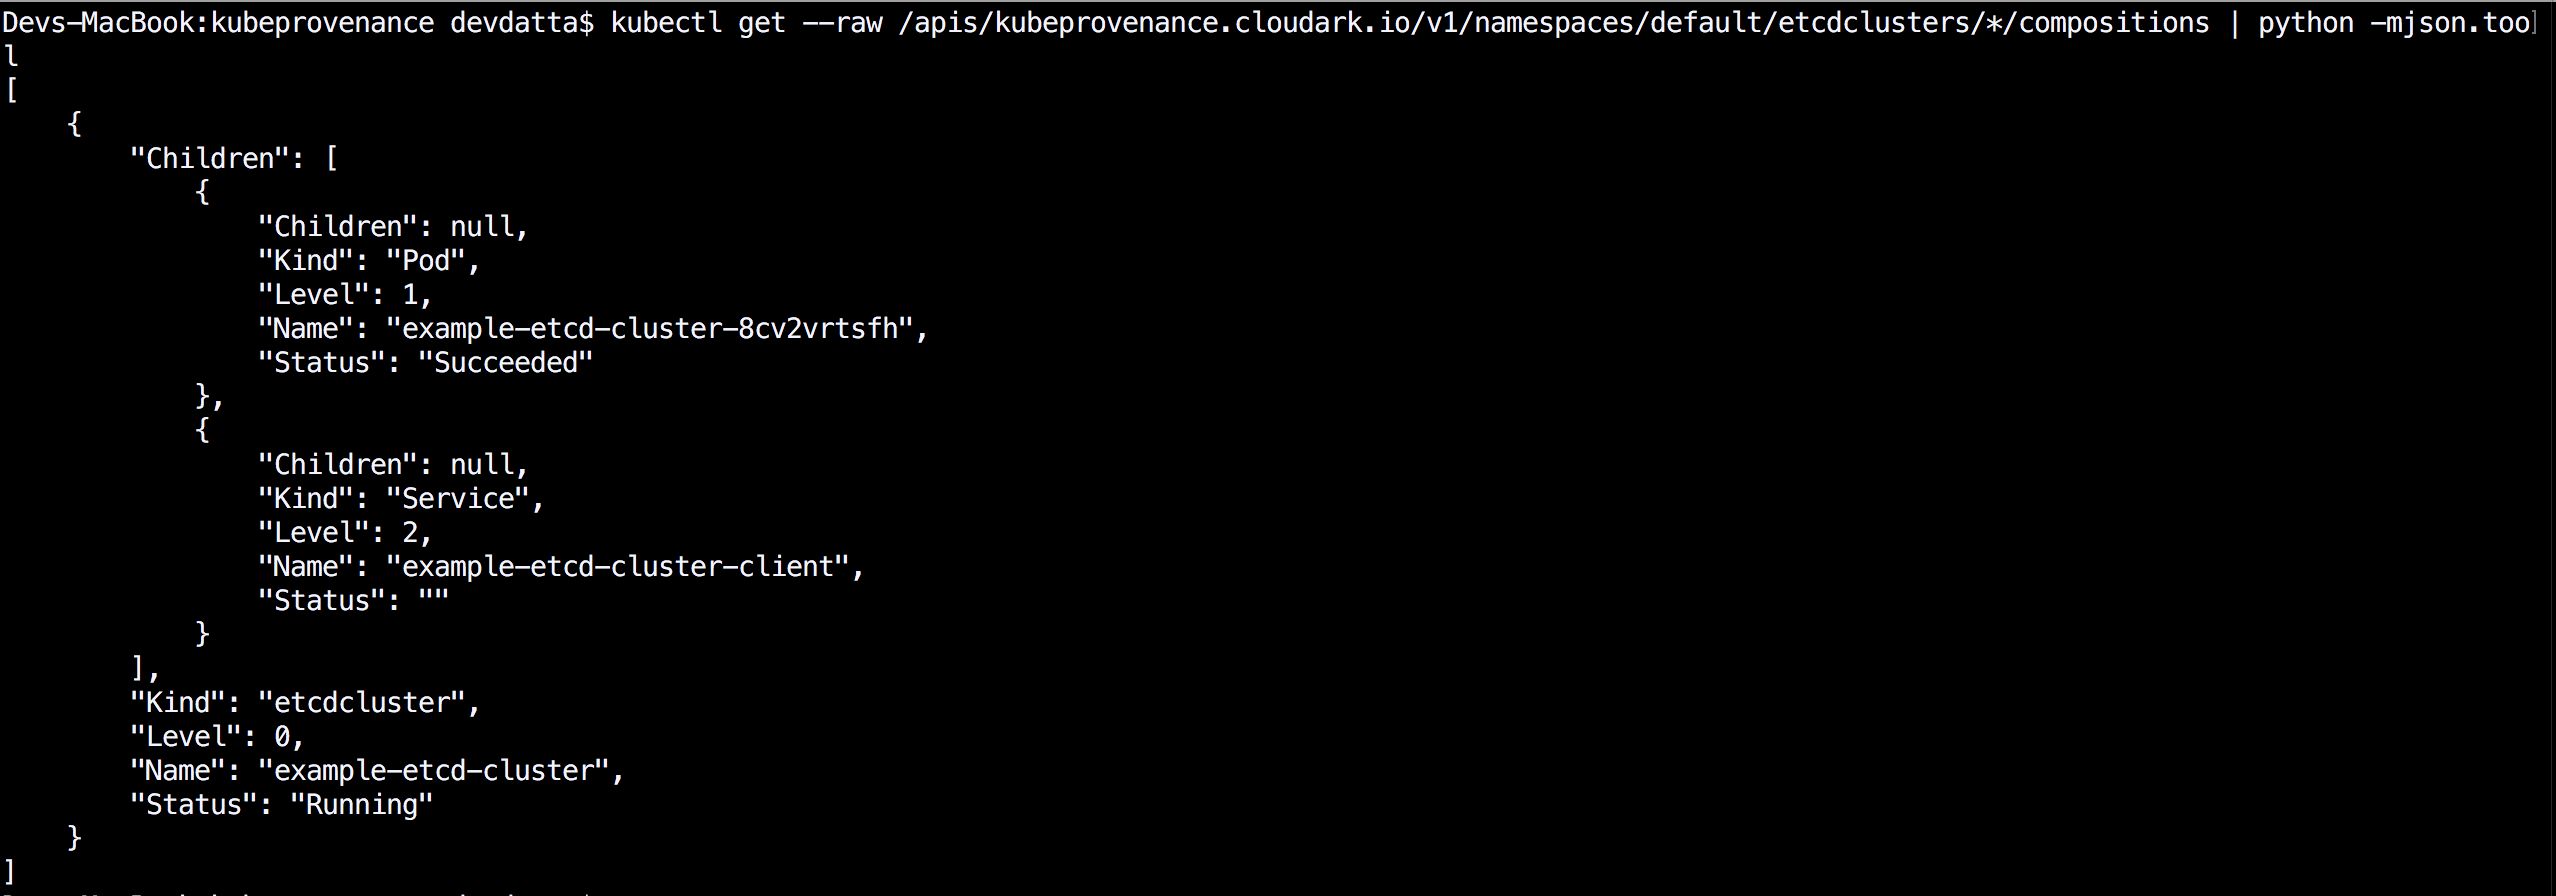 Devs-MacBook:kubeprovenance devdatta$ kubectl get --raw /apis/kubeprovenance.cloudark.io/v1/namespaces/default/etcdclusters/*/compositions | python -mjson.too
l
[
    {
        "Children": [
            {
                "Children": null,
                "Kind": "Pod",
                "Level": 1,
                "Name": "example-etcd-cluster-8cv2vrtsfh",
                "Status": "Succeeded"
            },
            {
                "Children": null,
                "Kind": "Service",
                "Level": 2,
                "Name": "example-etcd-cluster-client",
                "Status": ""
            }
        ],
        "Kind": "etcdcluster",
        "Level": 0,
        "Name": "example-etcd-cluster",
        "Status": "Running"
    }
]